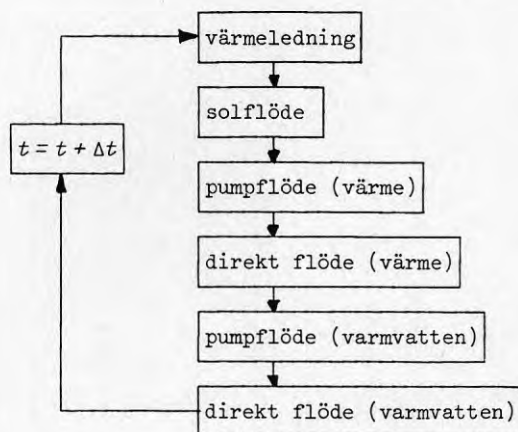 värmeledning
solflöde
t = t + Δt
pumpflöde (värme)
direkt flöde (värme)
pumpflöde (varmvatten)
direkt flöde (varmvatten)